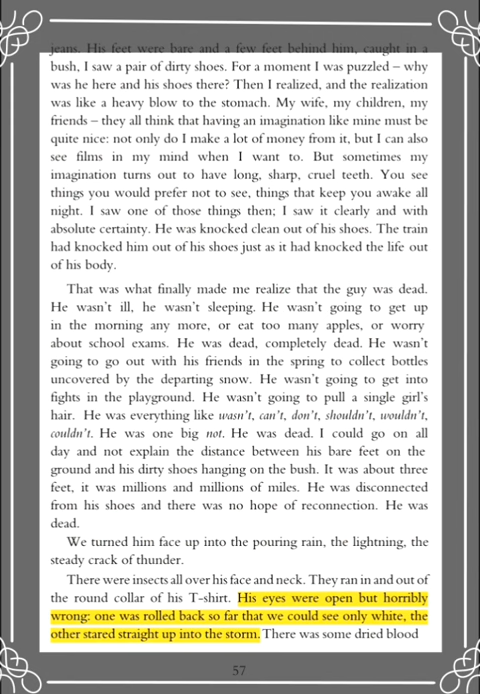 jeans. His feet were bare and a few feet behind him, caught in a
bush, I saw a pair of dirty shoes. For a moment I was puzzled – why
was he here and his shoes there? Then I realized, and the realization
was like a heavy blow to the stomach. My wife, my children, my
friends – they all think that having an imagination like mine must be
quite nice: not only do I make a lot of money from it, but I can also
see films in my mind when I want to. But sometimes my
imagination turns out to have long, sharp, cruel teeth. You see
things you would prefer not to see, things that keep you awake all
night. I saw one of those things then; I saw it clearly and with
absolute certainty. He was knocked clean out of his shoes. The train
had knocked him out of his shoes just as it had knocked the life out
of his body.
That was what finally made me realize that the guy was dead.
He wasn't ill, he wasn't sleeping. He wasn't going to get up
in the morning any more, or eat too many apples, or worry
about school exams. He was dead, completely dead. He wasn't
going to go out with his friends in the spring to collect bottles
uncovered by the departing snow. He wasn't going to get into
fights in the playground. He wasn't going to pull a single girl's
hair. He was everything like wasn't, can't, don't, shouldn't, wouldn't,
couldn't. He was one big not. He was dead. I could go on all
day and not explain the distance between his bare feet on the
ground and his dirty shoes hanging on the bush. It was about three
feet, it was millions and millions of miles. He was disconnected
from his shoes and there was no hope of reconnection. He was
dead.
We turned him face up into the pouring rain, the lightning, the
steady crack of thunder.
There were insects all over his face and neck. They ran in and out of
the round collar of his T-shirt. His eyes were open but horribly
wrong: one was rolled back so far that we could see only white, the
other stared straight up into the storm. There was some dried blood
57